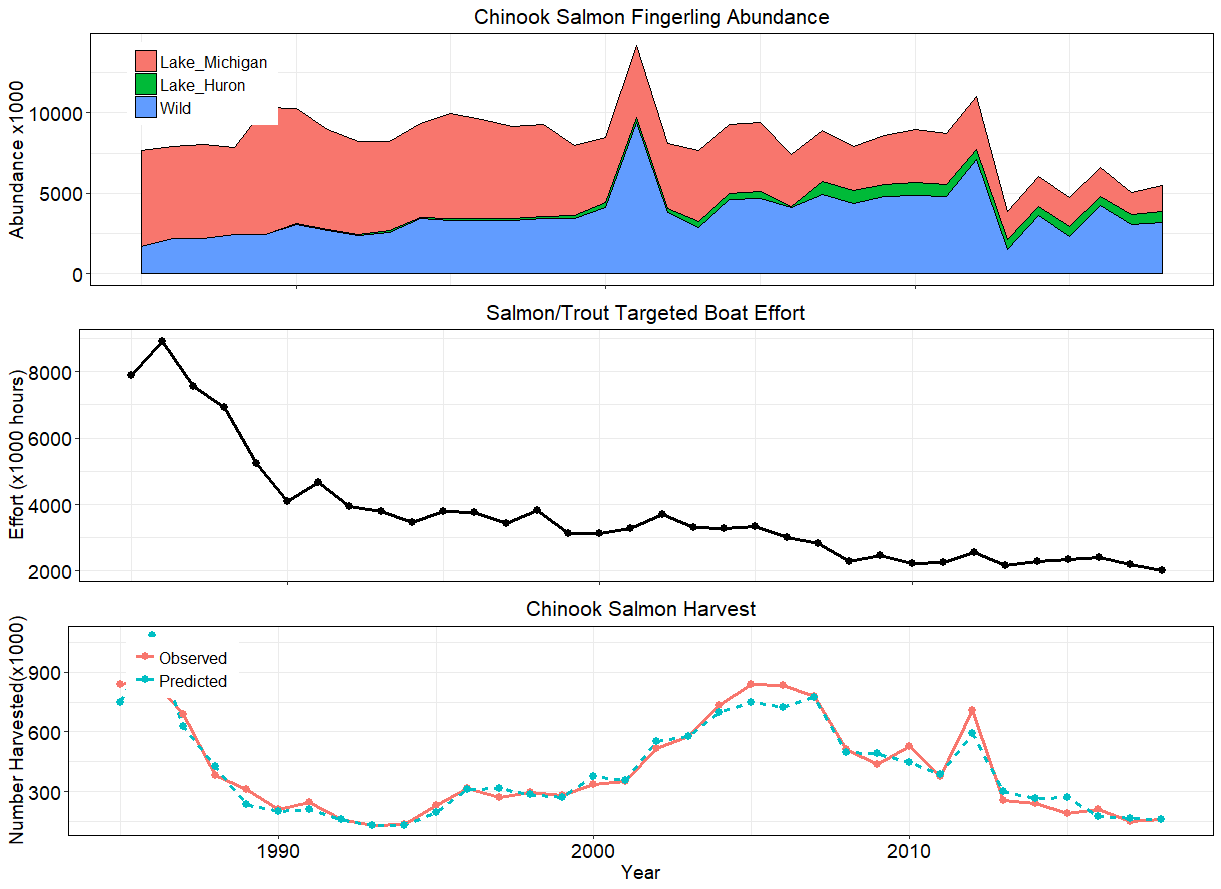 Chinook Salmon Fingerling Abundance
Abundance x1000
Lake_Michigan
Lake_Huron
Wild
10000
5000
0
Salmon/Trout Targeted Boat Effort
Effort (x1000 hours)
8000
6000
4000
2000
Chinook Salmon Harvest
Number Harvested(x1000)
Observed
Predicted
900
600
300
1990 2000 2010
Year